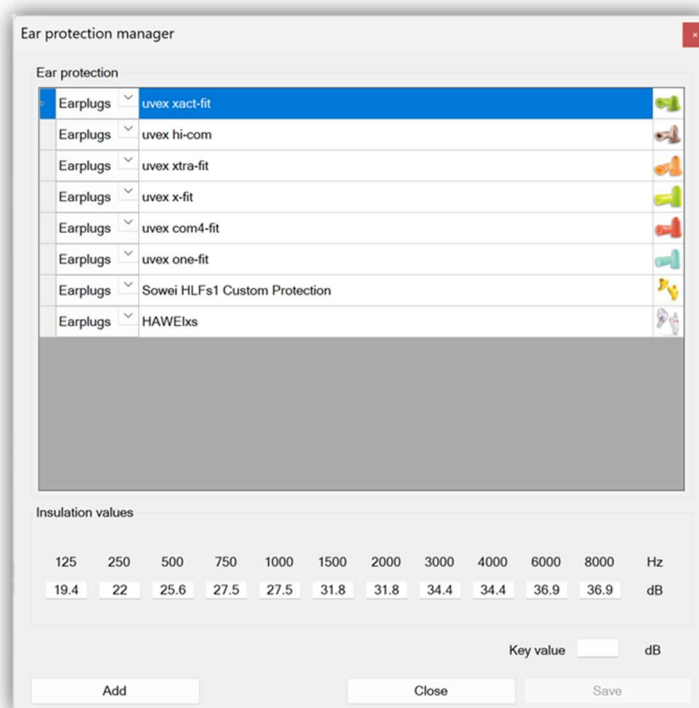 Ear protection manager
×
Ear protection
Earplugs uvex xact-fit
Earplugs uvex hi-com
Earplugs uvex xtra-fit
Earplugs uvex x-fit
Earplugs uvex com4-fit
Earplugs uvex one-fit
Earplugs Sowei HLFs1 Custom Protection
Earplugs HAWEIxs
Insulation values
125 250 500 750 1000 1500 2000 3000 4000 6000 8000 Hz
19.4 22 25.6 27.5 27.5 31.8 31.8 34.4 34.4 36.9 36.9 dB
Key value dB
Add Close Save